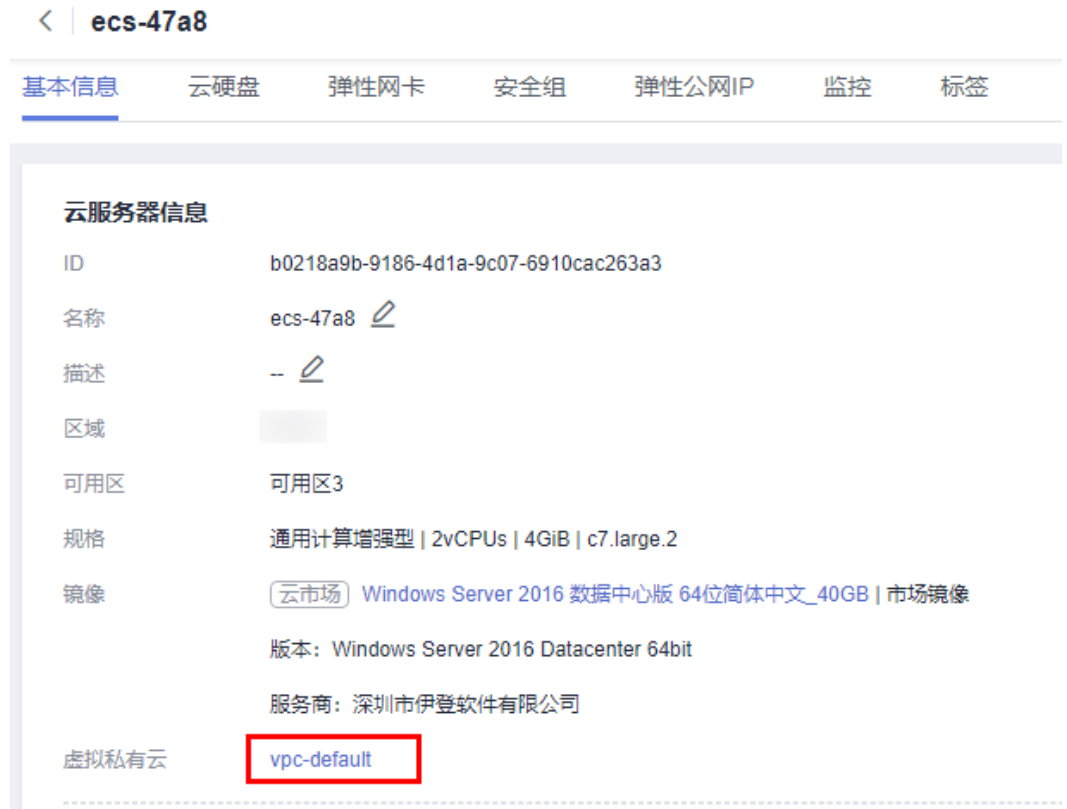 ecs-47a8
基本信息 云硬盘 弹性网卡 安全组 弹性公网IP 监控 标签
云服务器信息
ID b0218a9b-9186-4d1a-9c07-6910cac263a3
名称 ecs-47a8
描述 --
区域
可用区 可用区3
规格 通用计算增强型 | 2vCPUs | 4GiB | c7.large.2
镜像 云市场 Windows Server 2016 数据中心版 64位简体中文_40GB | 市场镜像
版本：Windows Server 2016 Datacenter 64bit
服务商：深圳市伊登软件有限公司
虚拟私有云 vpc-default